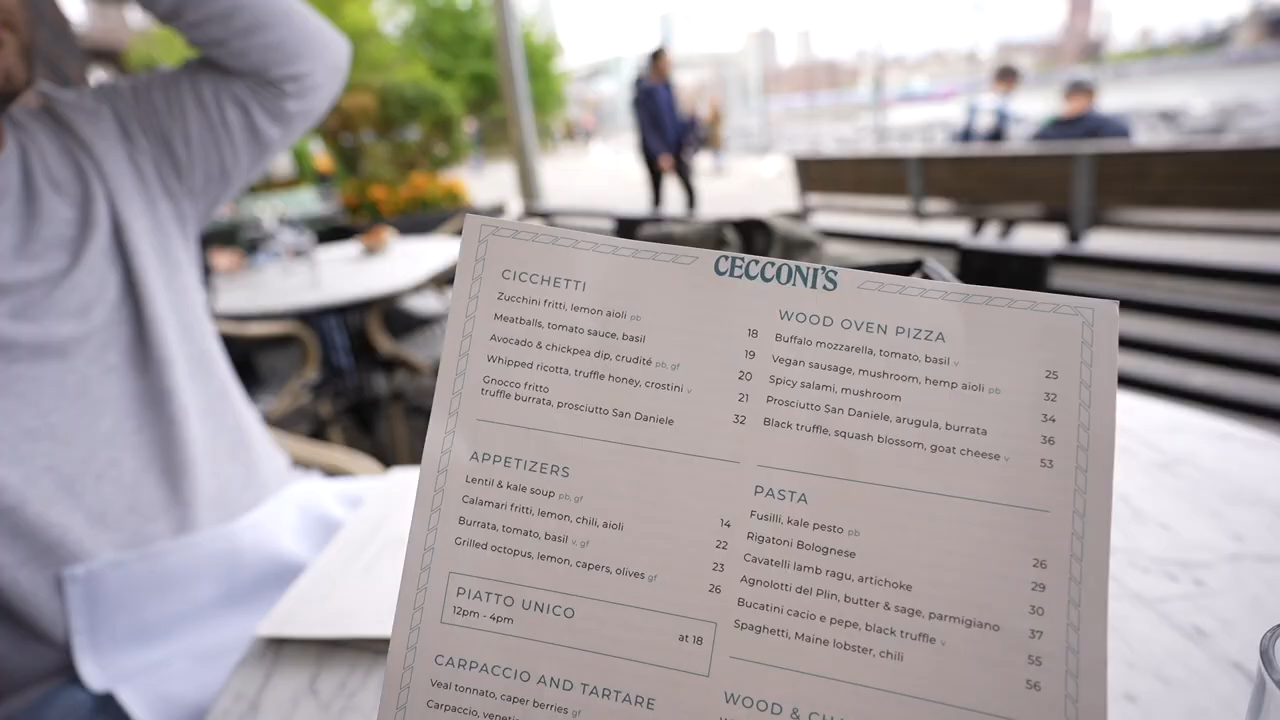 CECCONI'S
CICCHETTI
Zucchini fritti, lemon aioli pb 18
Meatballs, tomato sauce, basil 19
Avocado & chickpea dip, crudité pb, gf 20
Whipped ricotta, truffle honey, crostini v 21
Gnocco fritto
truffle burrata, prosciutto San Daniele 32
APPETIZERS
Lentil & kale soup pb, gf 14
Calamari fritti, lemon, chili, aioli 22
Burrata, tomato, basil v, gf 23
Grilled octopus, lemon, capers, olives gf 26
PIATTO UNICO
12pm - 4pm at 18
CARPACCIO AND TARTARE
Veal tonnato, caper berries gf
Carpaccio,
WOOD OVEN PIZZA
Buffalo mozzarella, tomato, basil v 25
Vegan sausage, mushroom, hemp aioli pb 32
Spicy salami, mushroom 34
Prosciutto San Daniele, arugula, burrata 36
Black truffle, squash blossom, goat cheese v 53
PASTA
Fusilli, kale pesto pb 26
Rigatoni Bolognese 29
Cavatelli lamb ragu, artichoke 30
Agnolotti del Plin, butter & sage, parmigiano 37
Bucatini cacio e pepe, black truffle v 55
Spaghetti, Maine lobster, chili 56
WOOD &